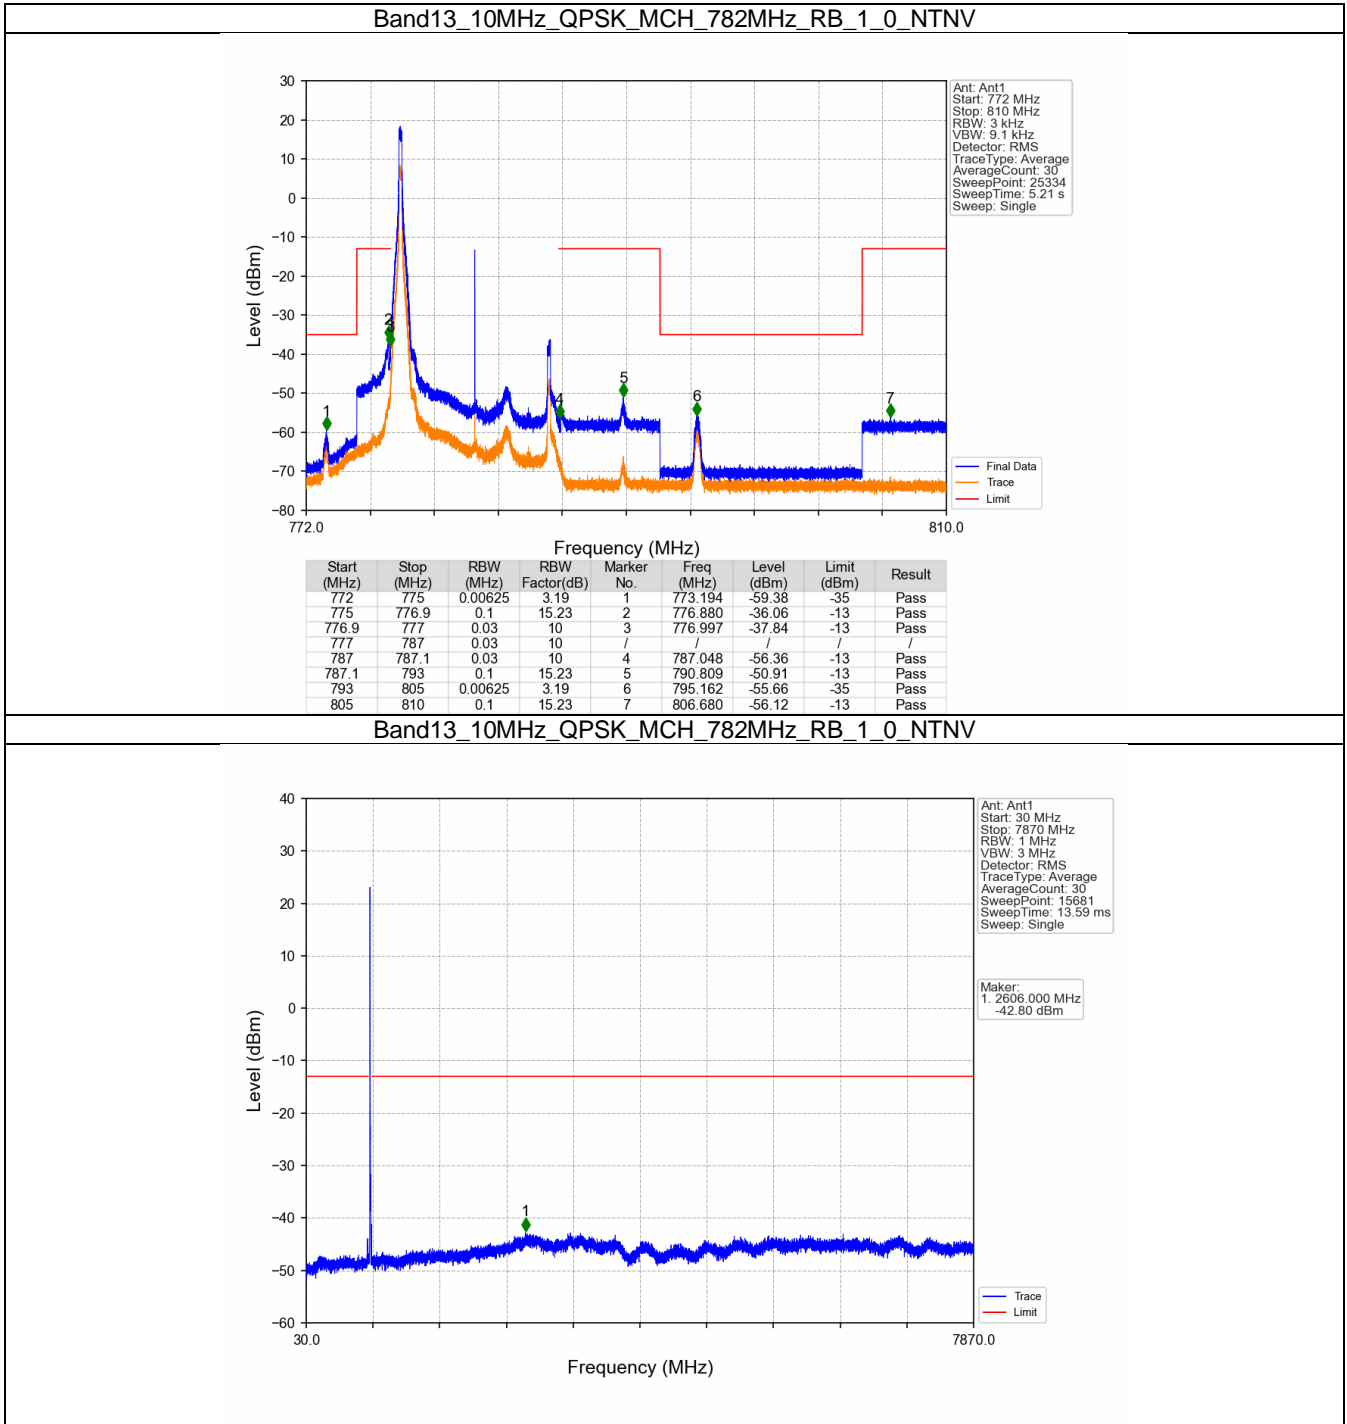 Band13_10MHz_QPSK_MCH_782MHz_RB_1_0_NTNV
30
20
10
0
−10
−20
−30
−40
−50
−60
−70
−80
Level (dBm)
772.0
810.0
Frequency (MHz)
1
2
3
4
5
6
7
Ant: Ant1
Start: 772 MHz
Stop: 810 MHz
RBW: 3 kHz
VBW: 9.1 kHz
Detector: RMS
TraceType: Average
AverageCount: 30
SweepPoint: 25334
SweepTime: 5.21 s
Sweep: Single
Final Data
Trace
Limit
Start (MHz) Stop (MHz) RBW (MHz) RBW Factor(dB) Marker No. Freq (MHz) Level (dBm) Limit (dBm) Result
772 775 0.00625 3.19 1 773.194 -59.38 -35 Pass
775 776.9 0.1 15.23 2 776.880 -36.06 -13 Pass
776.9 777 0.03 10 3 776.997 -37.84 -13 Pass
777 787 0.03 10 / / / / /
787 787.1 0.03 10 4 787.048 -56.36 -13 Pass
787.1 793 0.1 15.23 5 790.809 -50.91 -13 Pass
793 805 0.00625 3.19 6 795.162 -55.66 -35 Pass
805 810 0.1 15.23 7 806.680 -56.12 -13 Pass
Band13_10MHz_QPSK_MCH_782MHz_RB_1_0_NTNV
40
30
20
10
0
−10
−20
−30
−40
−50
−60
Level (dBm)
30.0
7870.0
Frequency (MHz)
1
Ant: Ant1
Start: 30 MHz
Stop: 7870 MHz
RBW: 1 MHz
VBW: 3 MHz
Detector: RMS
TraceType: Average
AverageCount: 30
SweepPoint: 15681
SweepTime: 13.59 ms
Sweep: Single
Maker:
1. 2606.000 MHz
-42.80 dBm
Trace
Limit